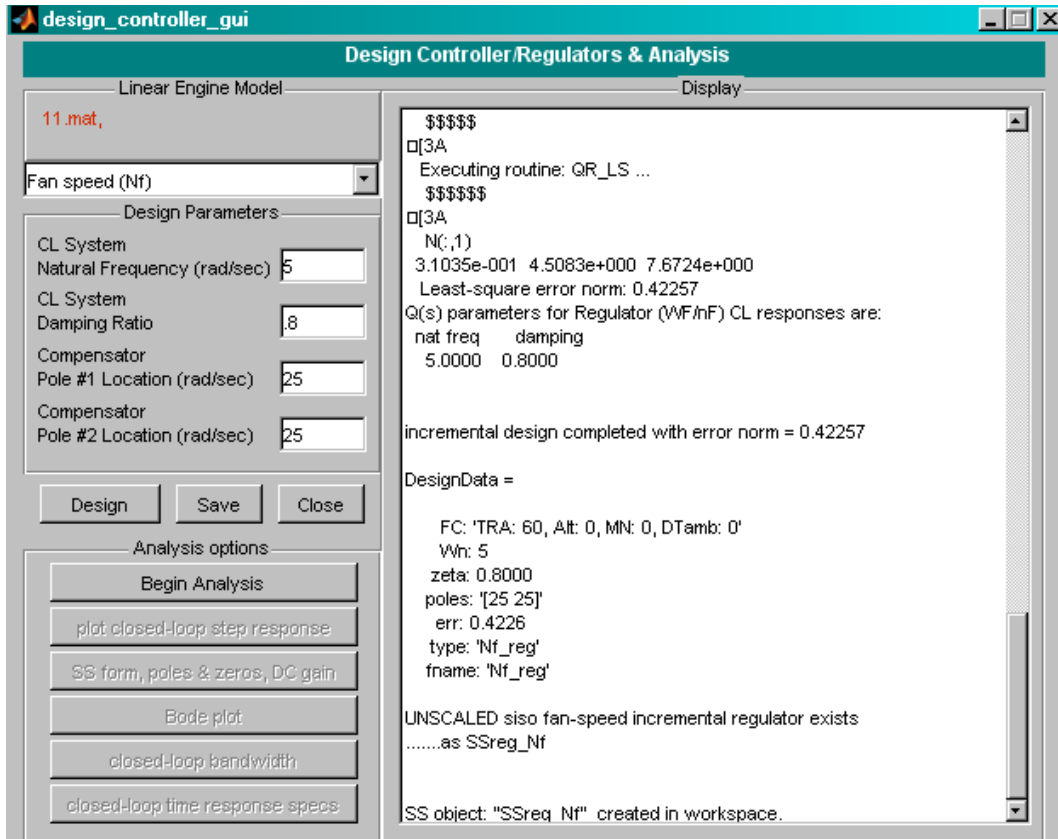 design_controller_gui
Design Controller/Regulators & Analysis
Linear Engine Model
11.mat,
Fan speed (Nf)
Design Parameters
CL System
Natural Frequency (rad/sec) 5
CL System
Damping Ratio .8
Compensator
Pole #1 Location (rad/sec) 25
Compensator
Pole #2 Location (rad/sec) 25
Design Save Close
Analysis options
Begin Analysis
plot closed-loop step response
SS form, poles & zeros, DC gain
Bode plot
closed-loop bandwidth
closed-loop time response specs
Display
$$$$$
□[3A
Executing routine: QR_LS ...
$$$$$$
□[3A
N(:,1)
3.1035e-001 4.5083e+000 7.6724e+000
Least-square error norm: 0.42257
Q(s) parameters for Regulator (WF/nF) CL responses are:
nat freq damping
5.0000 0.8000
incremental design completed with error norm = 0.42257
DesignData =
FC: 'TRA: 60, Alt: 0, MN: 0, DTamb: 0'
Wn: 5
zeta: 0.8000
poles: '[25 25]'
err: 0.4226
type: 'Nf_reg'
fname: 'Nf_reg'
UNSCALED siso fan-speed incremental regulator exists
.......as SSreg_Nf
SS object: "SSreg_Nf" created in workspace.